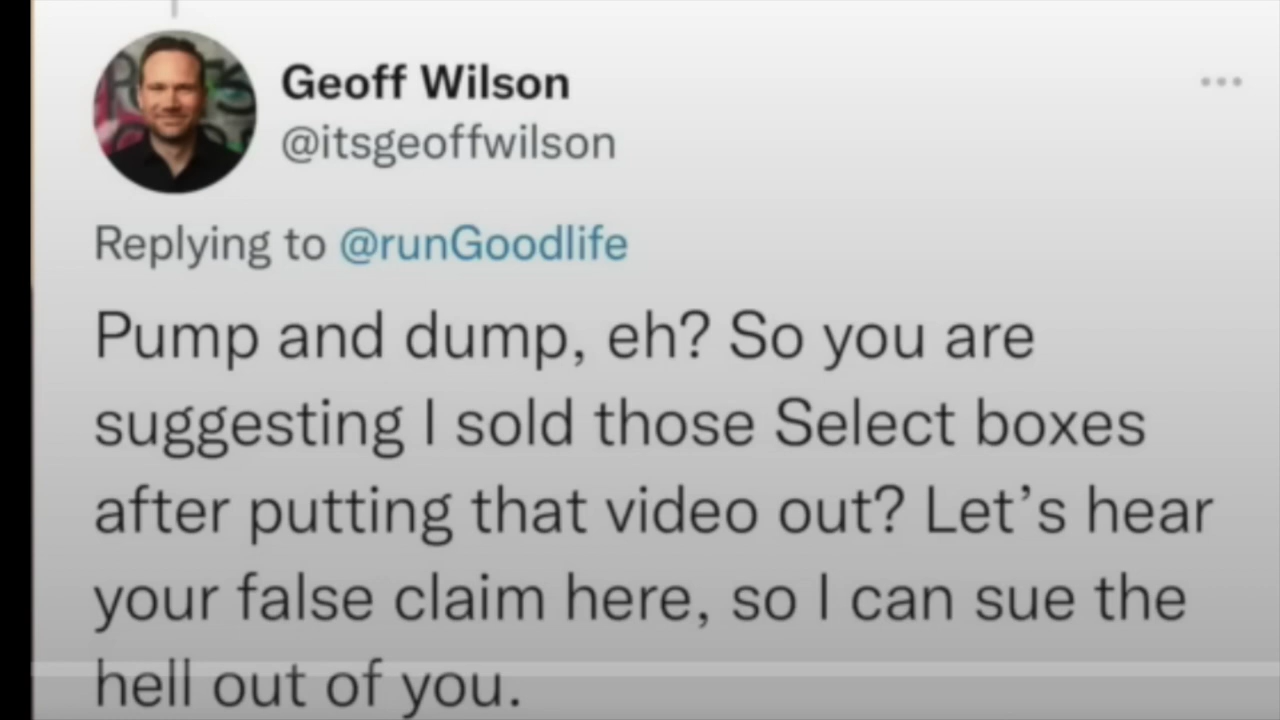 Geoff Wilson
@itsgeoffwilson
Replying to @runGoodlife
Pump and dump, eh? So you are
suggesting I sold those Select boxes
after putting that video out? Let’s hear
your false claim here, so I can sue the
hell out of you.